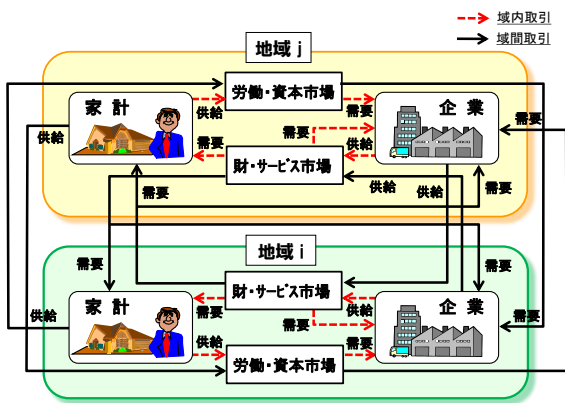 域内取引
域間取引
地域 j
労働・資本市場
家 計
企 業
供給
需要
供給
需要
需要
供給
財・サービス市場
供給
供給
需要
需要
地域 i
需要
需要
家 計
財・サービス市場
企 業
供給
需要
供給
需要
供給
需要
労働・資本市場